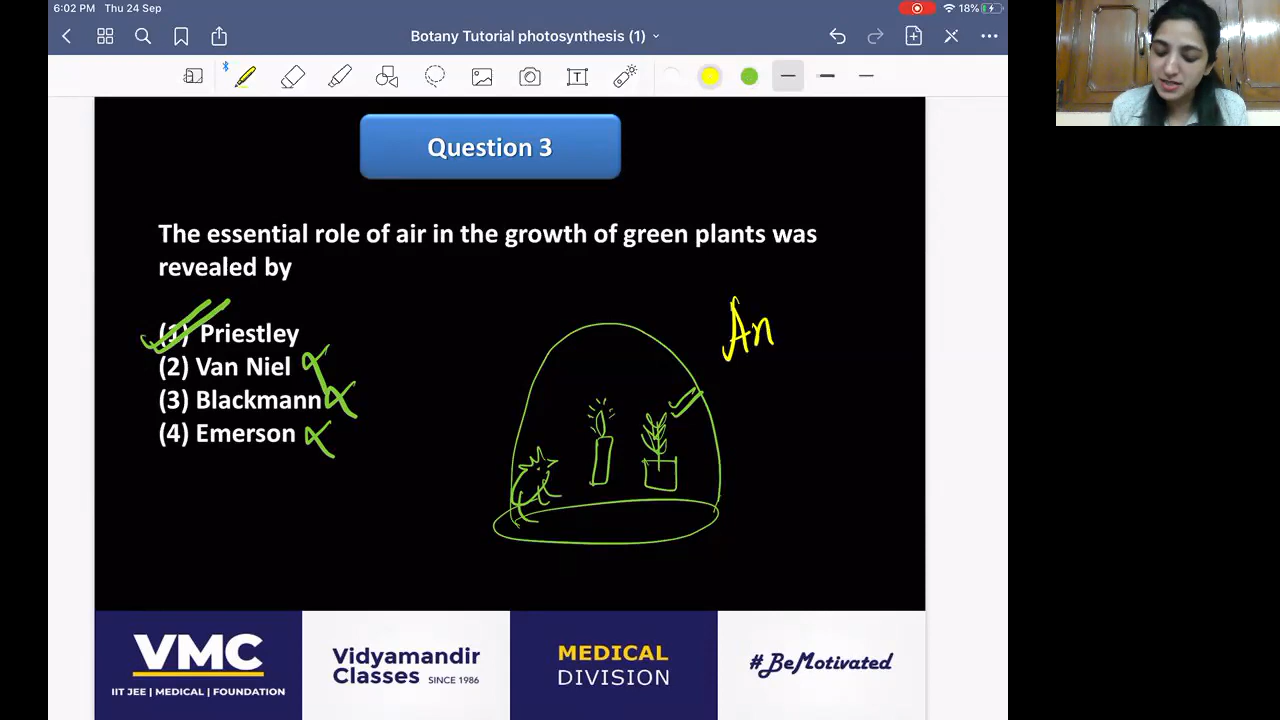 6:02 PM Thu 24 Sep
18%
Botany Tutorial photosynthesis (1)
Question 3
The essential role of air in the growth of green plants was
revealed by
(1) Priestley
(2) Van Niel
(3) Blackmann
(4) Emerson
An
VMC
IIT JEE | MEDICAL | FOUNDATION
Vidyamandir
Classes SINCE 1986
MEDICAL
DIVISION
#BeMotivated